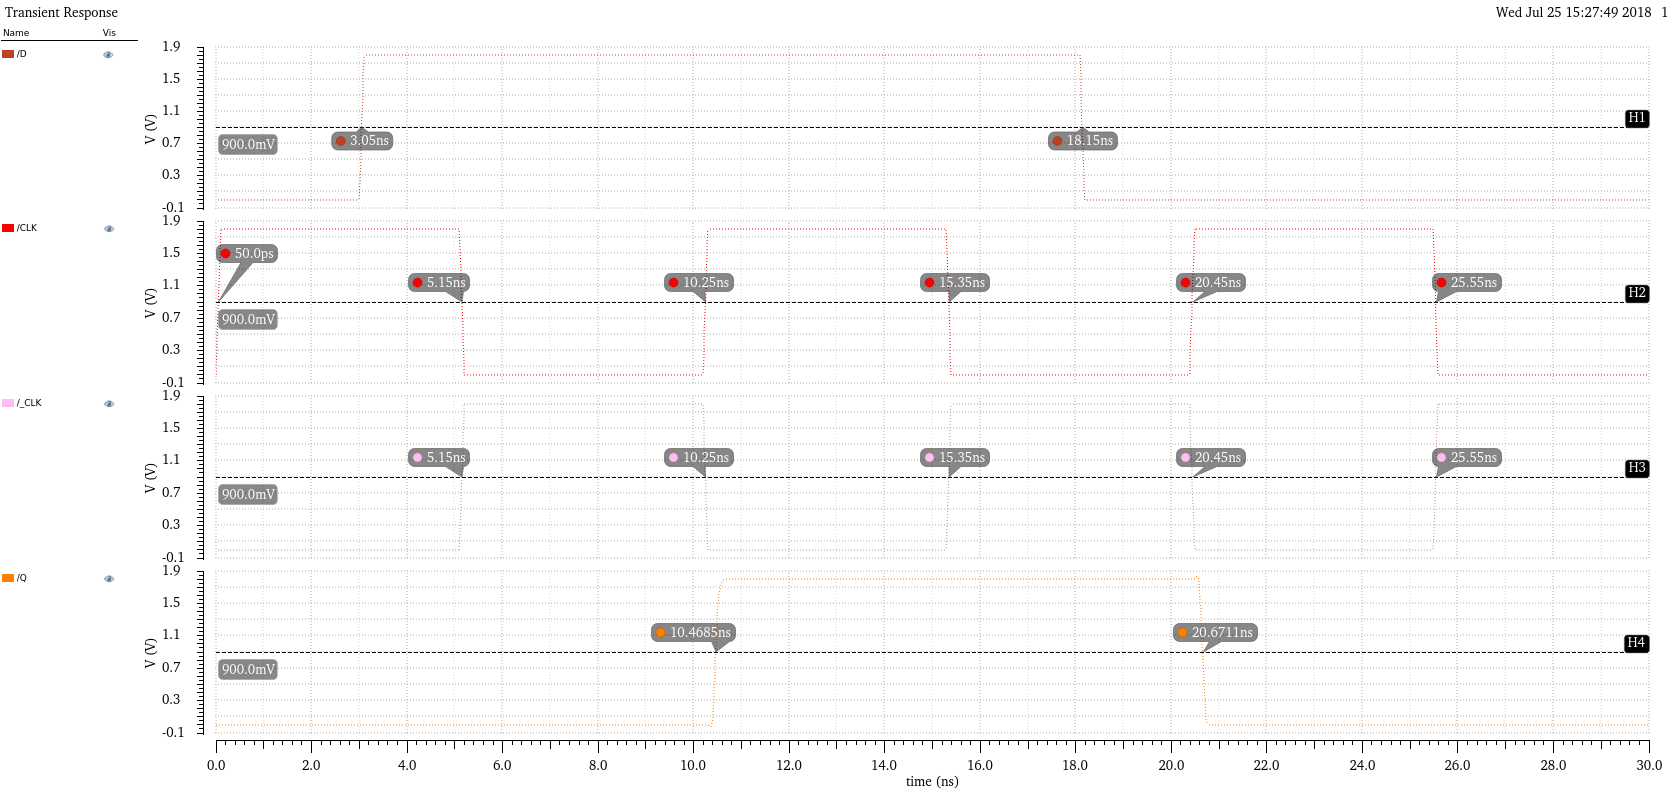 Transient Response
Wed Jul 25 15:27:49 2018 1
Name Vis
/D
1.9
1.5
1.1
0.7
0.3
-0.1
V (V)
900.0mV
3.05ns
18.15ns
H1
/CLK
1.9
1.5
1.1
0.7
0.3
-0.1
V (V)
900.0mV
50.0ps
5.15ns
10.25ns
15.35ns
20.45ns
25.55ns
H2
/_CLK
1.9
1.5
1.1
0.7
0.3
-0.1
V (V)
900.0mV
5.15ns
10.25ns
15.35ns
20.45ns
25.55ns
H3
/Q
1.9
1.5
1.1
0.7
0.3
-0.1
V (V)
900.0mV
10.4685ns
20.6711ns
H4
0.0 2.0 4.0 6.0 8.0 10.0 12.0 14.0 16.0 18.0 20.0 22.0 24.0 26.0 28.0 30.0
time (ns)